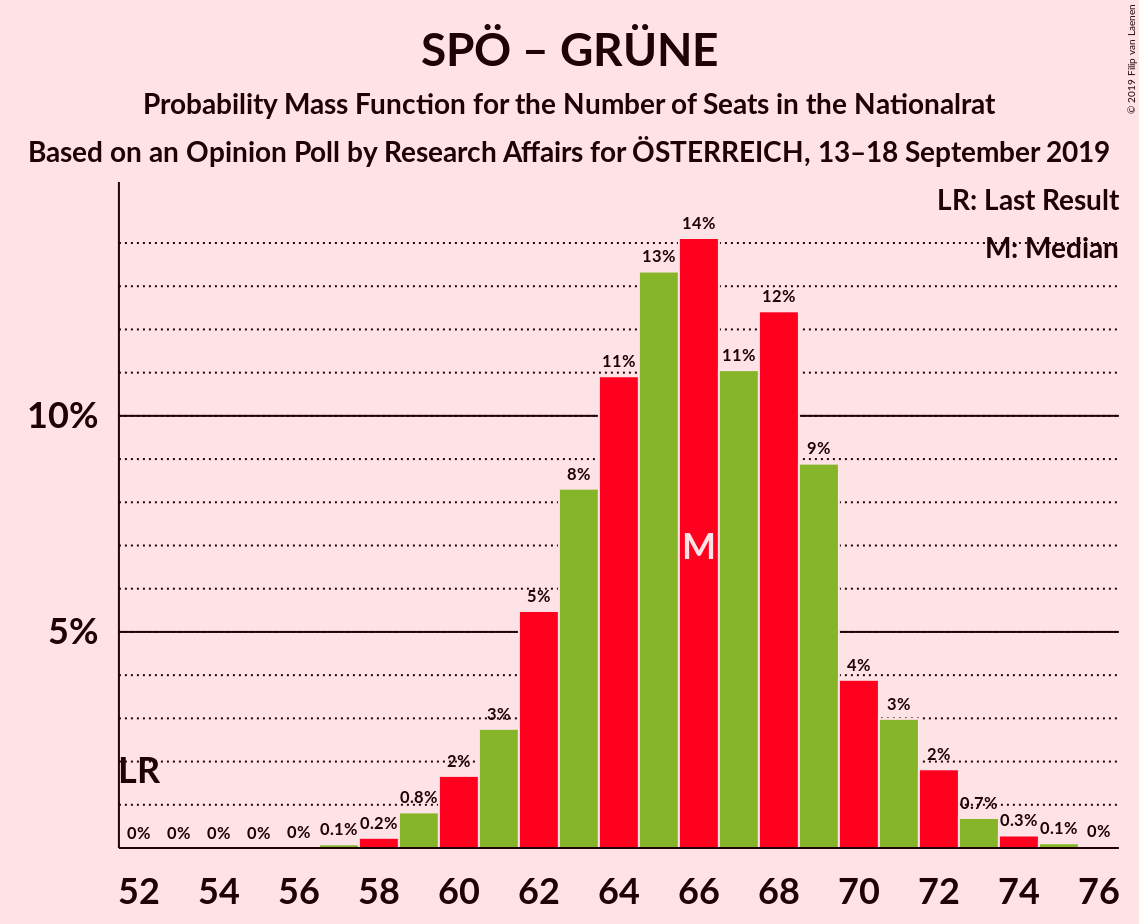 SPÖ – GRÜNE
Probability Mass Function for the Number of Seats in the Nationalrat
Based on an Opinion Poll by Research Affairs for ÖSTERREICH, 13–18 September 2019
© 2019 Filip van Laenen
LR: Last Result
M: Median
14%
13%
12%
11%
11%
10%
9%
8%
M
5%
5%
4%
3%
3%
2%
2%
LR
0.8%
0.7%
0% 0% 0% 0% 0% 0.1% 0.2% 0.3% 0.1% 0%
52 54 56 58 60 62 64 66 68 70 72 74 76